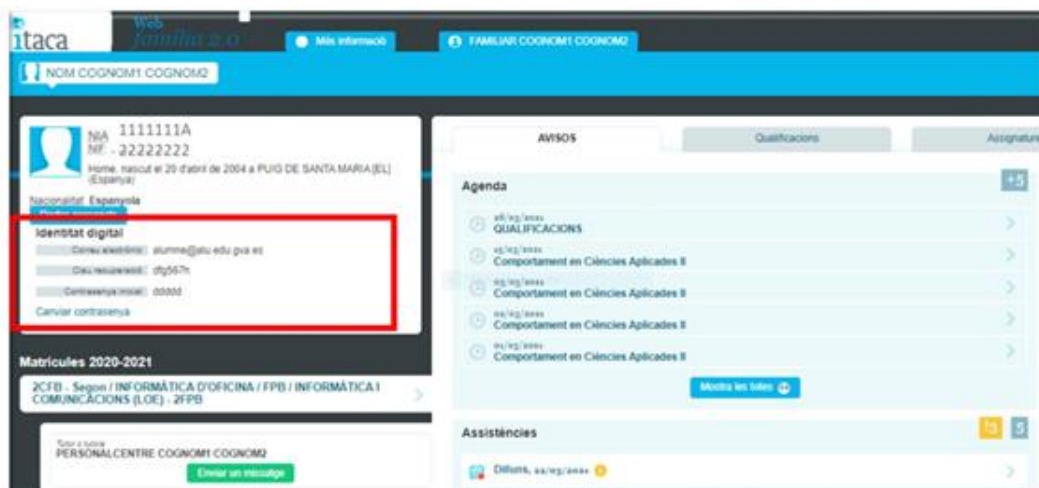 itaca
Web
família 2.0
Més informació
FAMILIAR COGNOM1 COGNOM2
NOM COGNOM1 COGNOM2
NIA 1111111A
NIF - 22222222
Home, nascut el 20 d'abril de 2004 a PUIG DE SANTA MARIA [EL]
(Espanya)
Nacionalitat Espanyola
Identitat digital
Correu electrònic alumne@alu.edu.gva.es
Clau recuperació dfg567h
Contrasenya inicial ddddd
Canviar contrasenya
Matrícules 2020-2021
2CFB - Segon / INFORMÀTICA D'OFICINA / FPB / INFORMÀTICA I
COMUNICACIONS (LOE) - 2FPB
Tutor o tutora
PERSONALCENTRE COGNOM1 COGNOM2
Enviar un missatge
AVISOS
Qualificacions
Assignature
Agenda
+5
QUALIFICACIONS
Comportament en Ciències Aplicades II
Comportament en Ciències Aplicades II
Comportament en Ciències Aplicades II
Comportament en Ciències Aplicades II
Mostra les totes
Assistències
5
Dilluns,